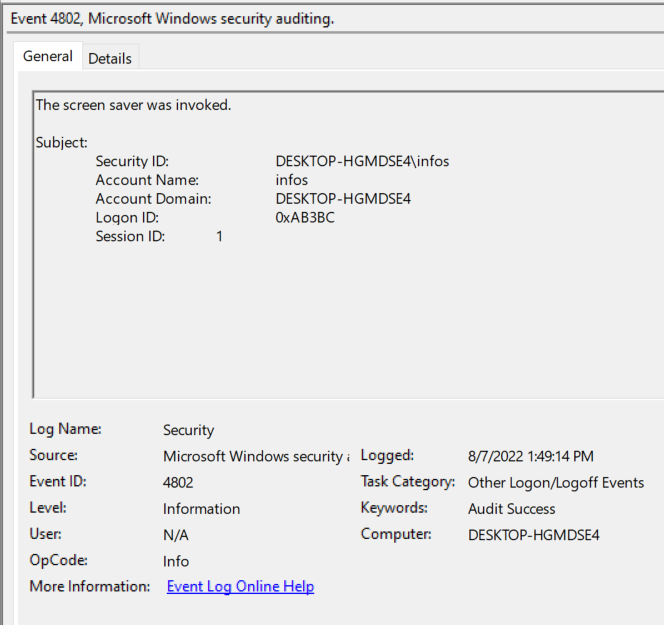 Event 4802, Microsoft Windows security auditing.
General Details
The screen saver was invoked.
Subject:
Security ID: DESKTOP-HGMDSE4\infos
Account Name: infos
Account Domain: DESKTOP-HGMDSE4
Logon ID: 0xAB3BC
Session ID: 1
Log Name: Security
Source: Microsoft Windows security Logged: 8/7/2022 1:49:14 PM
Event ID: 4802 Task Category: Other Logon/Logoff Events
Level: Information Keywords: Audit Success
User: N/A Computer: DESKTOP-HGMDSE4
OpCode: Info
More Information: Event Log Online Help